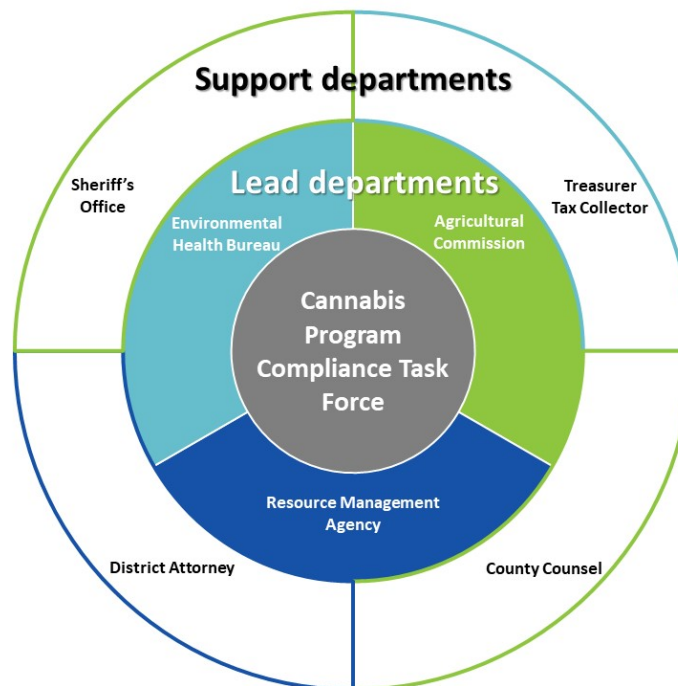 Support departments
Lead departments
Sheriff's
Office
Environmental
Health Bureau
Agricultural
Commission
Treasurer
Tax Collector
Cannabis
Program
Compliance Task
Force
Resource Management
Agency
District Attorney
County Counsel